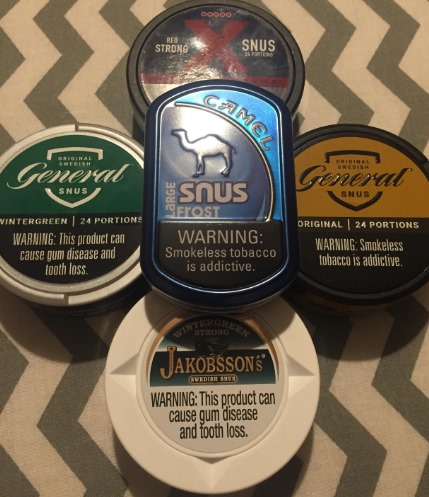 RED
STRONG
X
SNUS
24 PORTIONS
CAMEL
LARGE
SNUS
FROST
WARNING:
Smokeless tobacco
is addictive.
ORIGINAL
SWEDISH
General
SNUS
WINTERGREEN | 24 PORTIONS
WARNING: This product can
cause gum disease and
tooth loss.
ORIGINAL
SWEDISH
General
SNUS
ORIGINAL | 24 PORTIONS
WARNING: Smokeless
tobacco is addictive.
WINTERGREEN
STRONG
JAKOBSSON's
SWEDISH SNUS
WARNING: This product can
cause gum disease
and tooth loss.